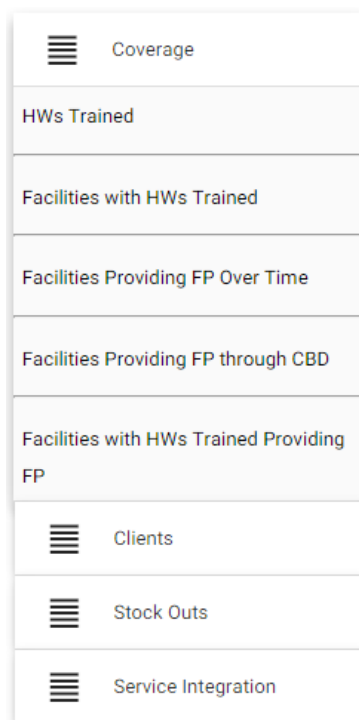 Coverage
HWs Trained
Facilities with HWs Trained
Facilities Providing FP Over Time
Facilities Providing FP through CBD
Facilities with HWs Trained Providing
FP
Clients
Stock Outs
Service Integration